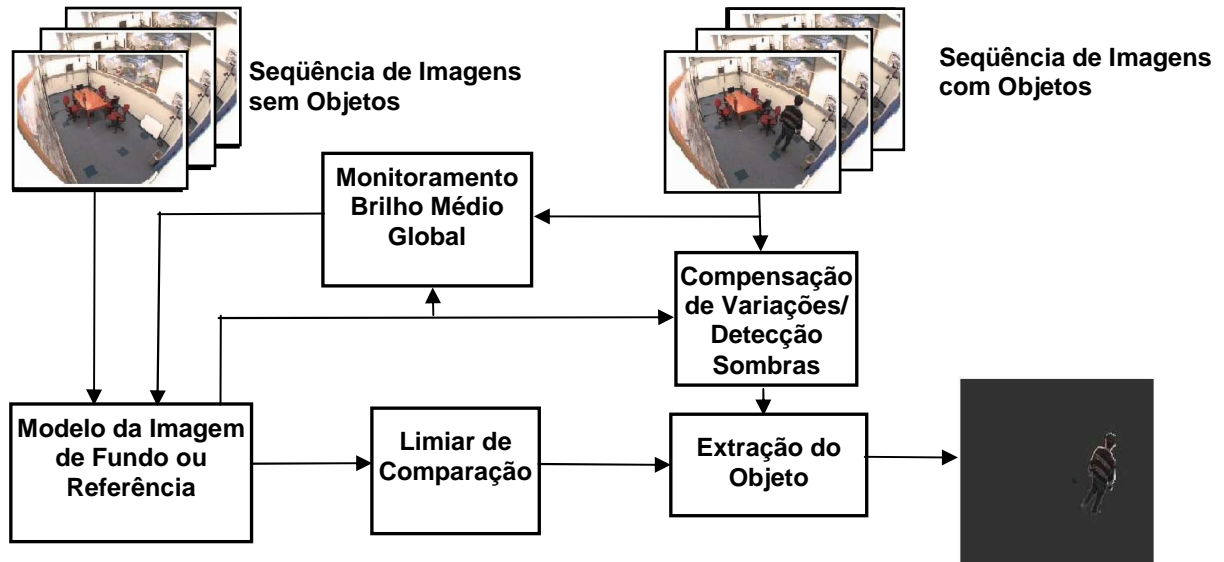 Seqüência de Imagens
sem Objetos
Seqüência de Imagens
com Objetos
Monitoramento
Brilho Médio
Global
Compensação
de Variações/
Detecção
Sombras
Modelo da Imagem
de Fundo ou
Referência
Limiar de
Comparação
Extração do
Objeto